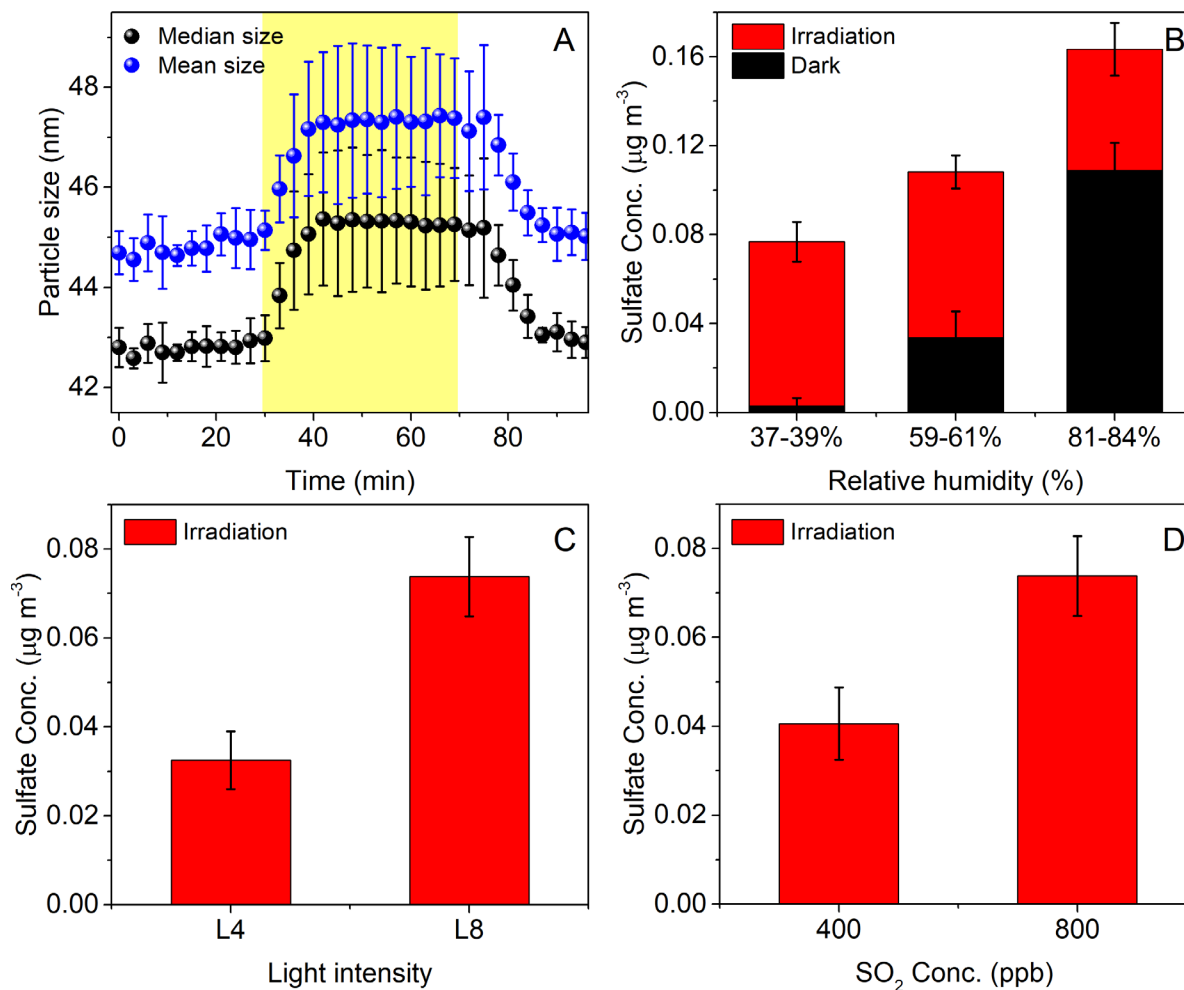 A
Median size
Mean size
Particle size (nm)
48
46
44
42
0
20
40
60
80
Time (min)
B
Irradiation
Dark
Sulfate Conc. (μg m⁻³)
0.16
0.12
0.08
0.04
0.00
37-39%
59-61%
81-84%
Relative humidity (%)
C
Irradiation
Sulfate Conc. (μg m⁻³)
0.08
0.06
0.04
0.02
0.00
L4
L8
Light intensity
D
Irradiation
Sulfate Conc. (μg m⁻³)
0.08
0.06
0.04
0.02
0.00
400
800
SO₂ Conc. (ppb)